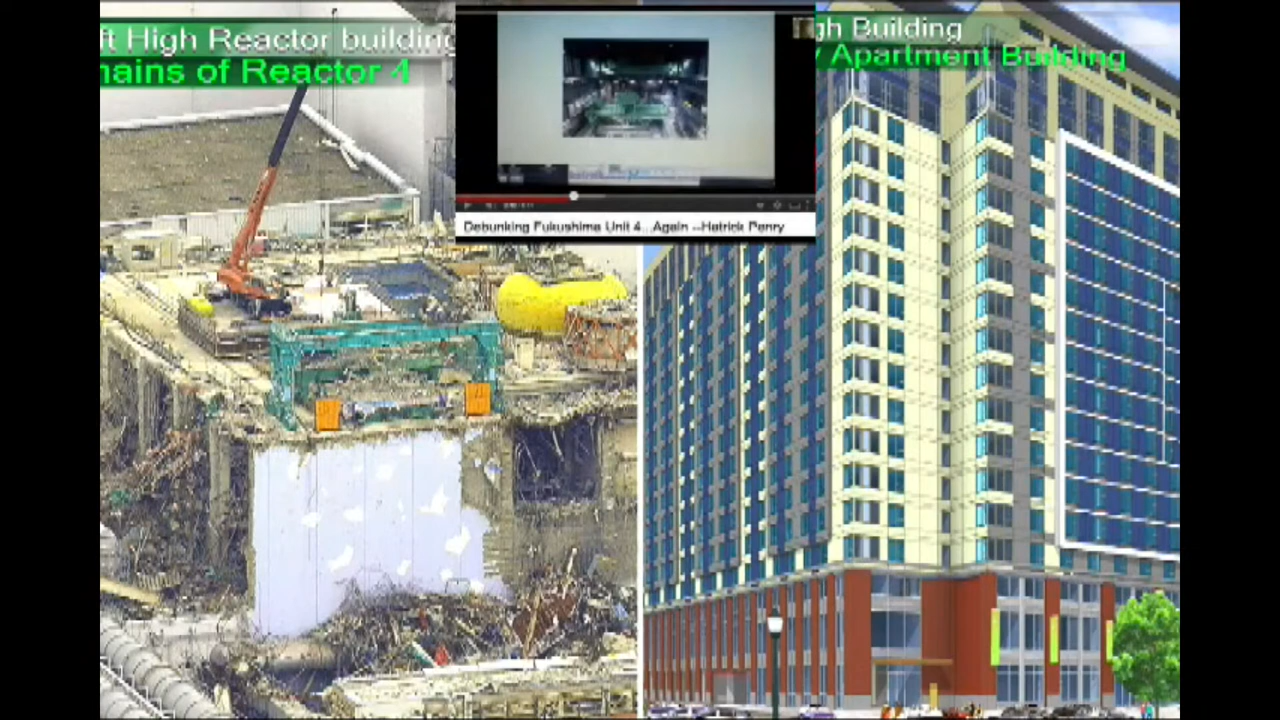 ft High Reactor building
mains of Reactor 4
gh Building
y Apartment Building
Debunking Fukushima Unit 4...Again --Hatrick Penry